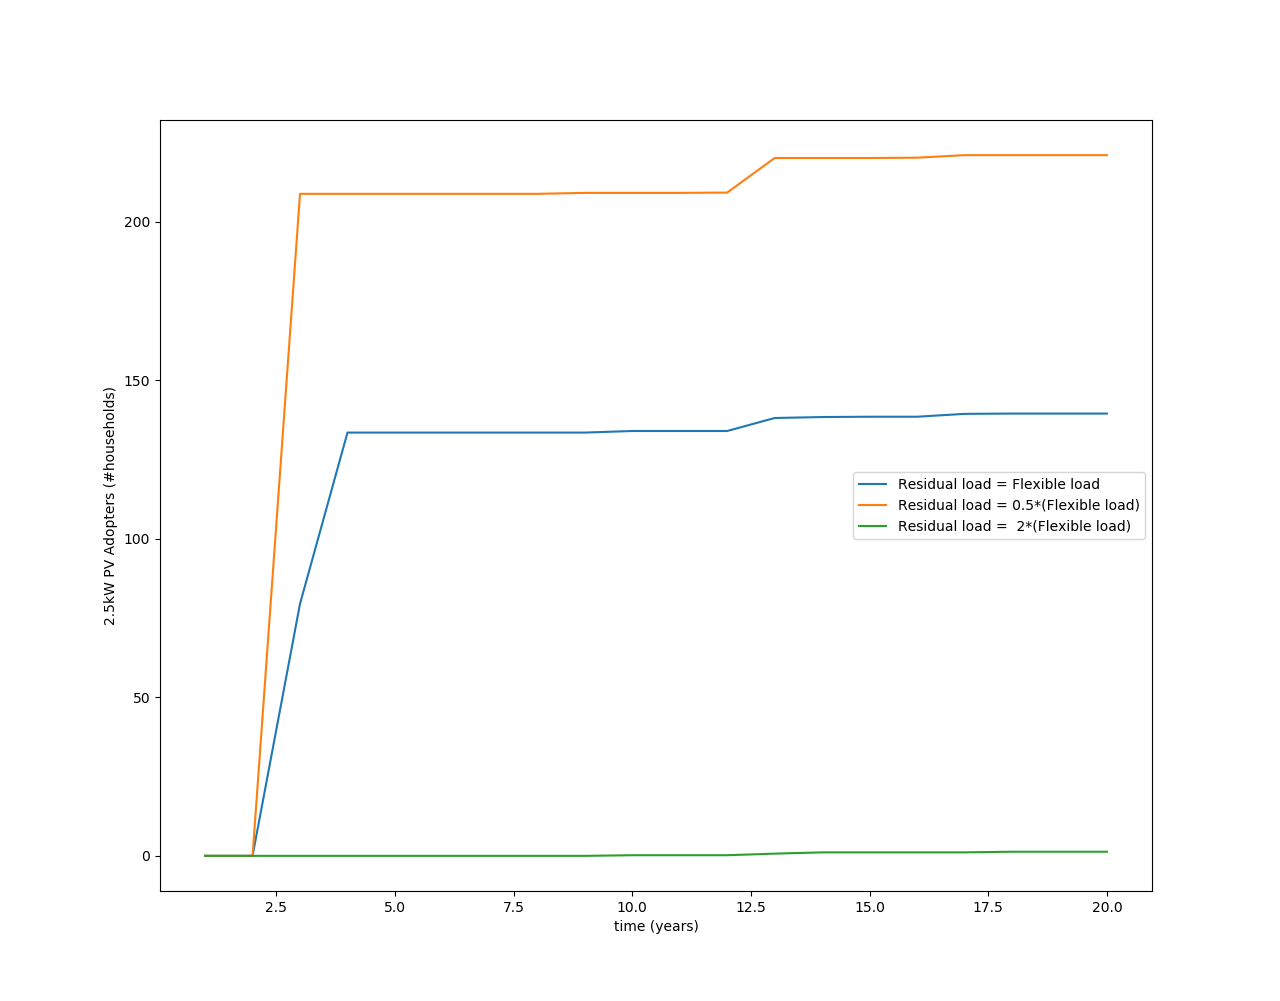 200
150
100
50
0
2.5kW PV Adopters (#households)
Residual load = Flexible load
Residual load = 0.5*(Flexible load)
Residual load =  2*(Flexible load)
2.5 5.0 7.5 10.0 12.5 15.0 17.5 20.0
time (years)